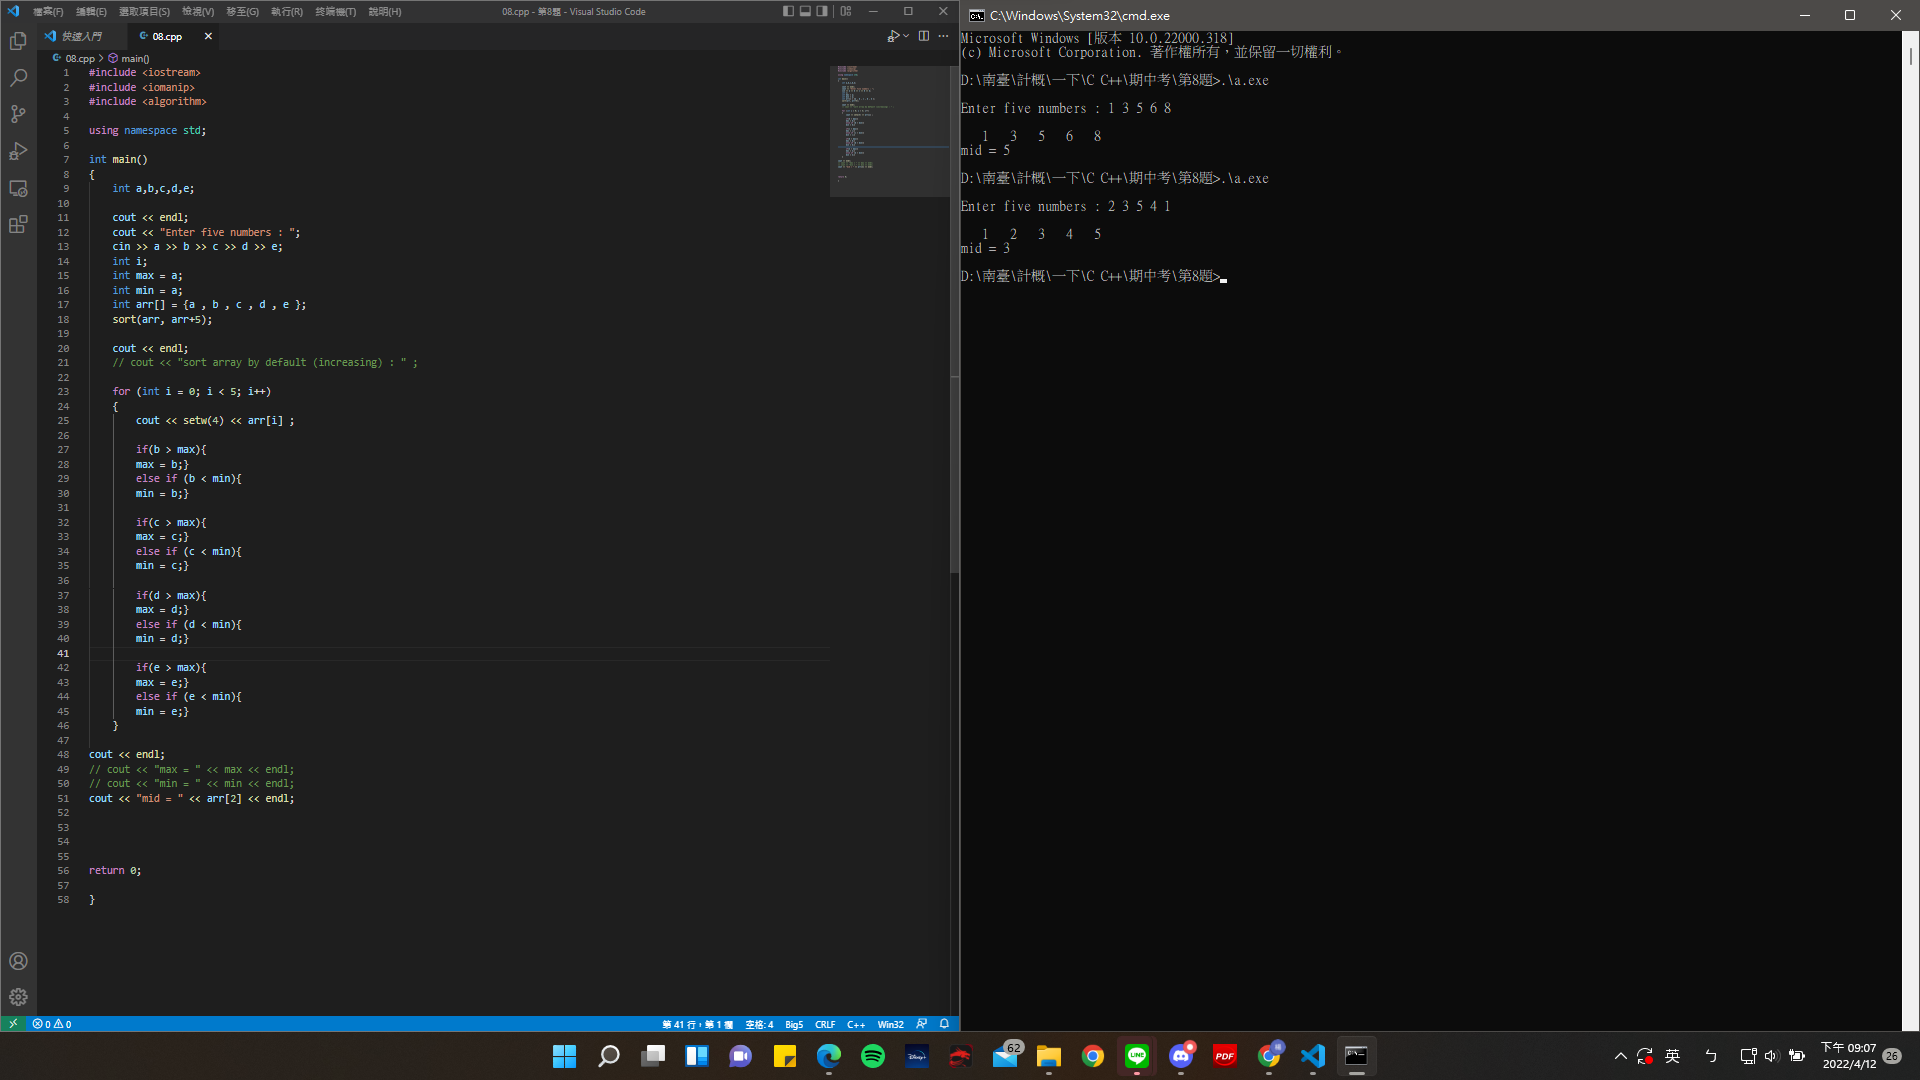 檔案(F) 編輯(E) 選取項目(S) 檢視(V) 移至(G) 執行(R) 終端機(T) 說明(H) 08.cpp - 第8題 - Visual Studio Code
快速入門 08.cpp
08.cpp > main()
1 #include <iostream>
2 #include <iomanip>
3 #include <algorithm>
4
5 using namespace std;
6
7 int main()
8 {
9 int a,b,c,d,e;
10
11 cout << endl;
12 cout << "Enter five numbers : ";
13 cin >> a >> b >> c >> d >> e;
14 int i;
15 int max = a;
16 int min = a;
17 int arr[] = {a , b , c , d , e };
18 sort(arr, arr+5);
19
20 cout << endl;
21 // cout << "sort array by default (increasing) : " ;
22
23 for (int i = 0; i < 5; i++)
24 {
25 cout << setw(4) << arr[i] ;
26
27 if(b > max){
28 max = b;}
29 else if (b < min){
30 min = b;}
31
32 if(c > max){
33 max = c;}
34 else if (c < min){
35 min = c;}
36
37 if(d > max){
38 max = d;}
39 else if (d < min){
40 min = d;}
41
42 if(e > max){
43 max = e;}
44 else if (e < min){
45 min = e;}
46 }
47
48 cout << endl;
49 // cout << "max = " << max << endl;
50 // cout << "min = " << min << endl;
51 cout << "mid = " << arr[2] << endl;
52
53
54
55
56 return 0;
57
58 }
0 0 第 41 行，第 1 欄 空格: 4 Big5 CRLF C++ Win32
C:\Windows\System32\cmd.exe
Microsoft Windows [版本 10.0.22000.318]
(c) Microsoft Corporation. 著作權所有，並保留一切權利。
D:\南臺\計概\一下\C C++\期中考\第8題>.\a.exe
Enter five numbers : 1 3 5 6 8
1 3 5 6 8
mid = 5
D:\南臺\計概\一下\C C++\期中考\第8題>.\a.exe
Enter five numbers : 2 3 5 4 1
1 2 3 4 5
mid = 3
D:\南臺\計概\一下\C C++\期中考\第8題>
Disney+ 62 LINE PDF 英 ㄅ 下午 09:07 26
2022/4/12